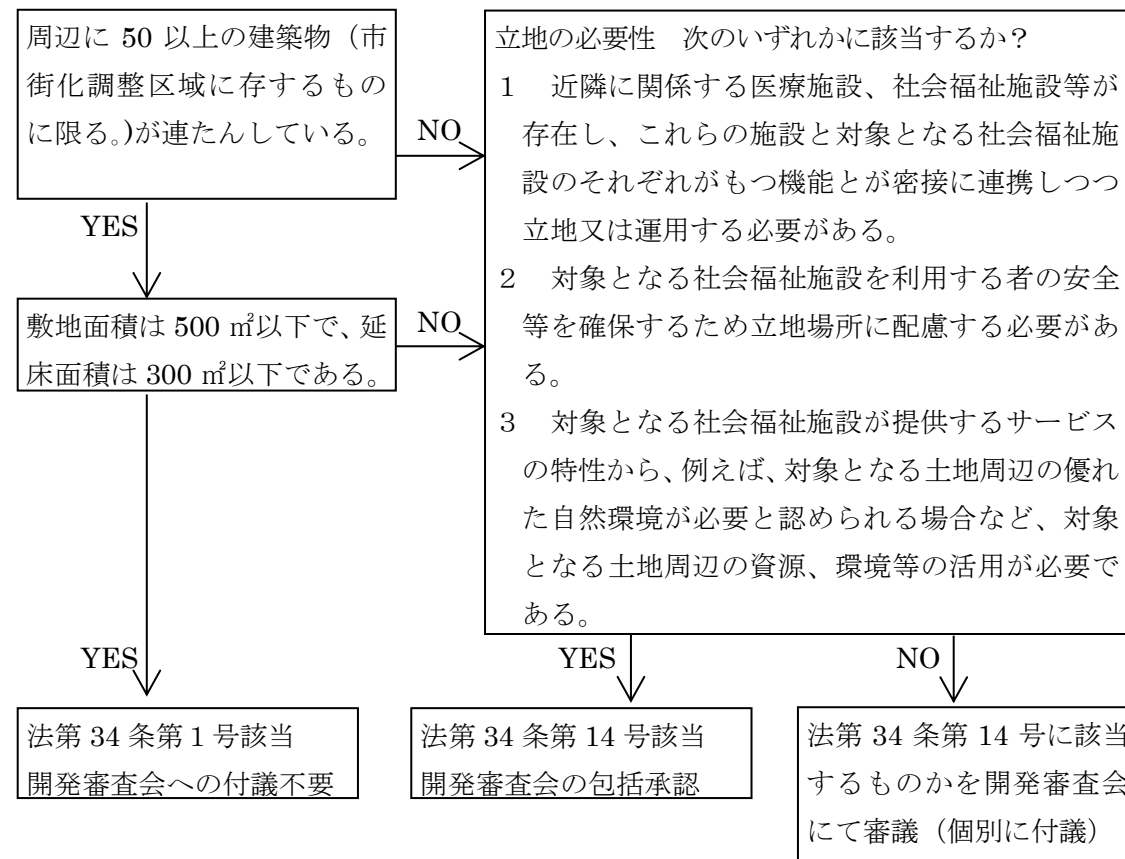 周辺に 50 以上の建築物（市
街化調整区域に存するもの
に限る。)が連たんしている。
NO
YES
敷地面積は 500 ㎡以下で、延
床面積は 300 ㎡以下である。
NO
立地の必要性　次のいずれかに該当するか？
１　近隣に関係する医療施設、社会福祉施設等が
存在し、これらの施設と対象となる社会福祉施
設のそれぞれがもつ機能とが密接に連携しつつ
立地又は運用する必要がある。
２　対象となる社会福祉施設を利用する者の安全
等を確保するため立地場所に配慮する必要があ
る。
３　対象となる社会福祉施設が提供するサービス
の特性から、例えば、対象となる土地周辺の優れ
た自然環境が必要と認められる場合など、対象
となる土地周辺の資源、環境等の活用が必要で
ある。
YES
YES
NO
法第 34 条第 1 号該当
開発審査会への付議不要
法第 34 条第 14 号該当
開発審査会の包括承認
法第 34 条第 14 号に該当
するものかを開発審査会
にて審議（個別に付議）